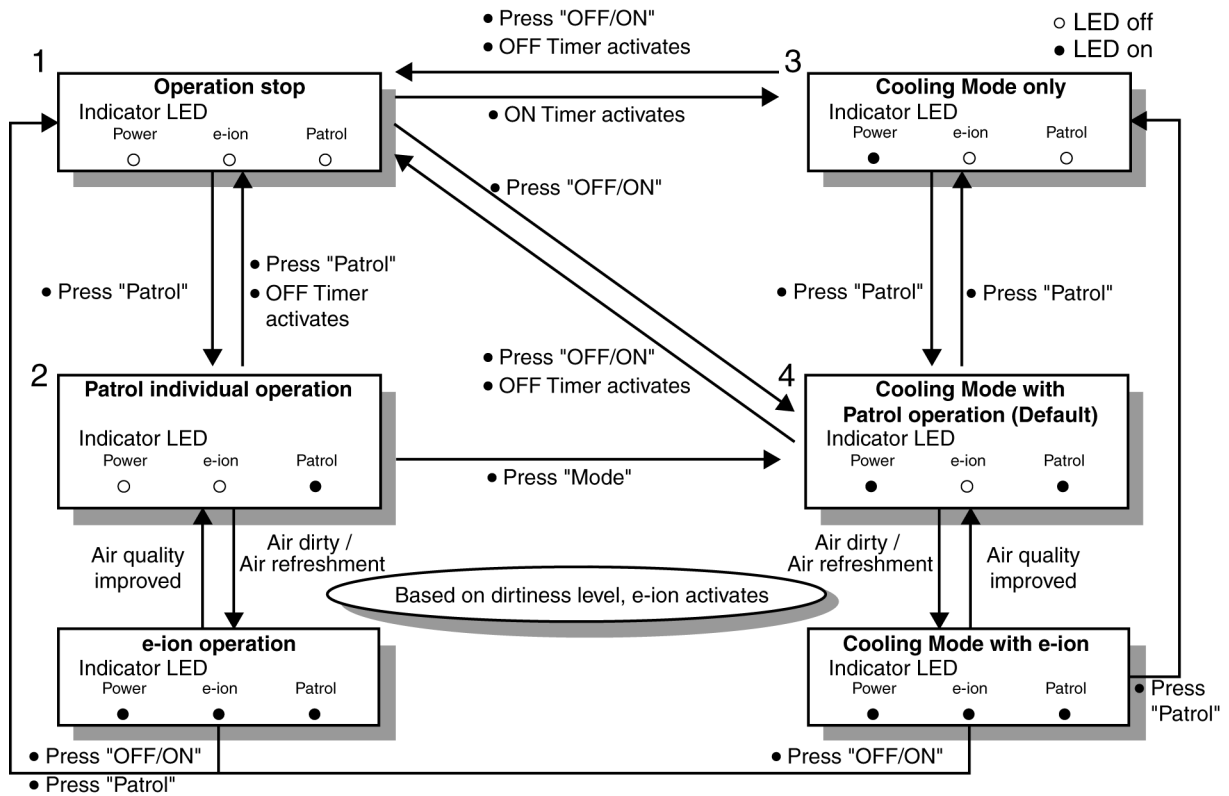 ● Press "OFF/ON"
● OFF Timer activates
○ LED off
● LED on
1
Operation stop
Indicator LED
Power e-ion Patrol
3
Cooling Mode only
Indicator LED
Power e-ion Patrol
● ON Timer activates
● Press "OFF/ON"
● Press "Patrol"
● Press "Patrol"
● OFF Timer
activates
● Press "Patrol"
● Press "Patrol"
● Press "OFF/ON"
● OFF Timer activates
2
Patrol individual operation
Indicator LED
Power e-ion Patrol
4
Cooling Mode with
Patrol operation (Default)
Indicator LED
Power e-ion Patrol
● Press "Mode"
Air quality
improved
Air dirty /
Air refreshment
Air dirty /
Air refreshment
Air quality
improved
Based on dirtiness level, e-ion activates
e-ion operation
Indicator LED
Power e-ion Patrol
Cooling Mode with e-ion
Indicator LED
Power e-ion Patrol
● Press
"Patrol"
● Press "OFF/ON"
● Press "Patrol"
● Press "OFF/ON"